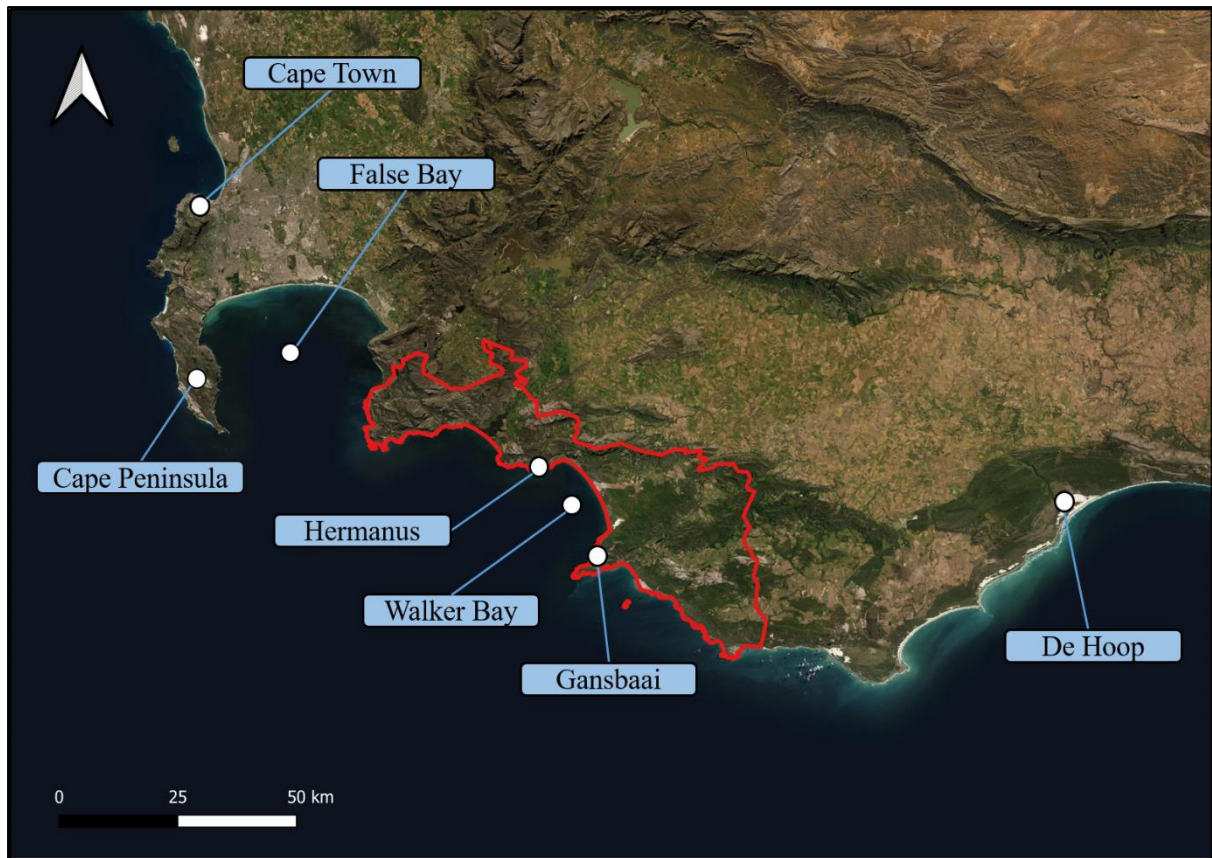 Cape Town
False Bay
Cape Peninsula
Hermanus
Walker Bay
De Hoop
Gansbaai
0 25 50 km